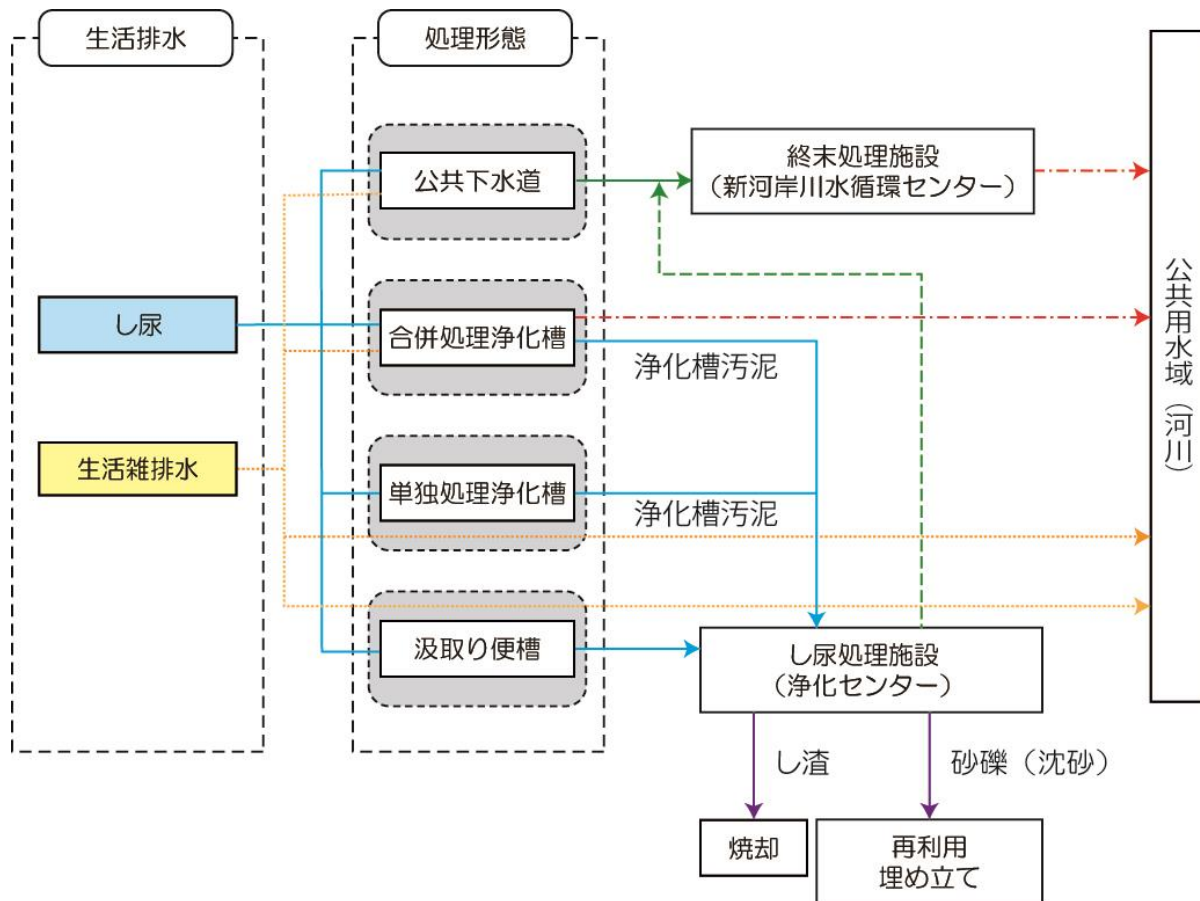 生活排水
処理形態
公共下水道
終末処理施設
(新河岸川水循環センター)
し尿
合併処理浄化槽
浄化槽汚泥
生活雑排水
単独処理浄化槽
浄化槽汚泥
汲取り便槽
し尿処理施設
(浄化センター)
公共用水域(河川)
し渣
砂礫(沈砂)
焼却
再利用
埋め立て